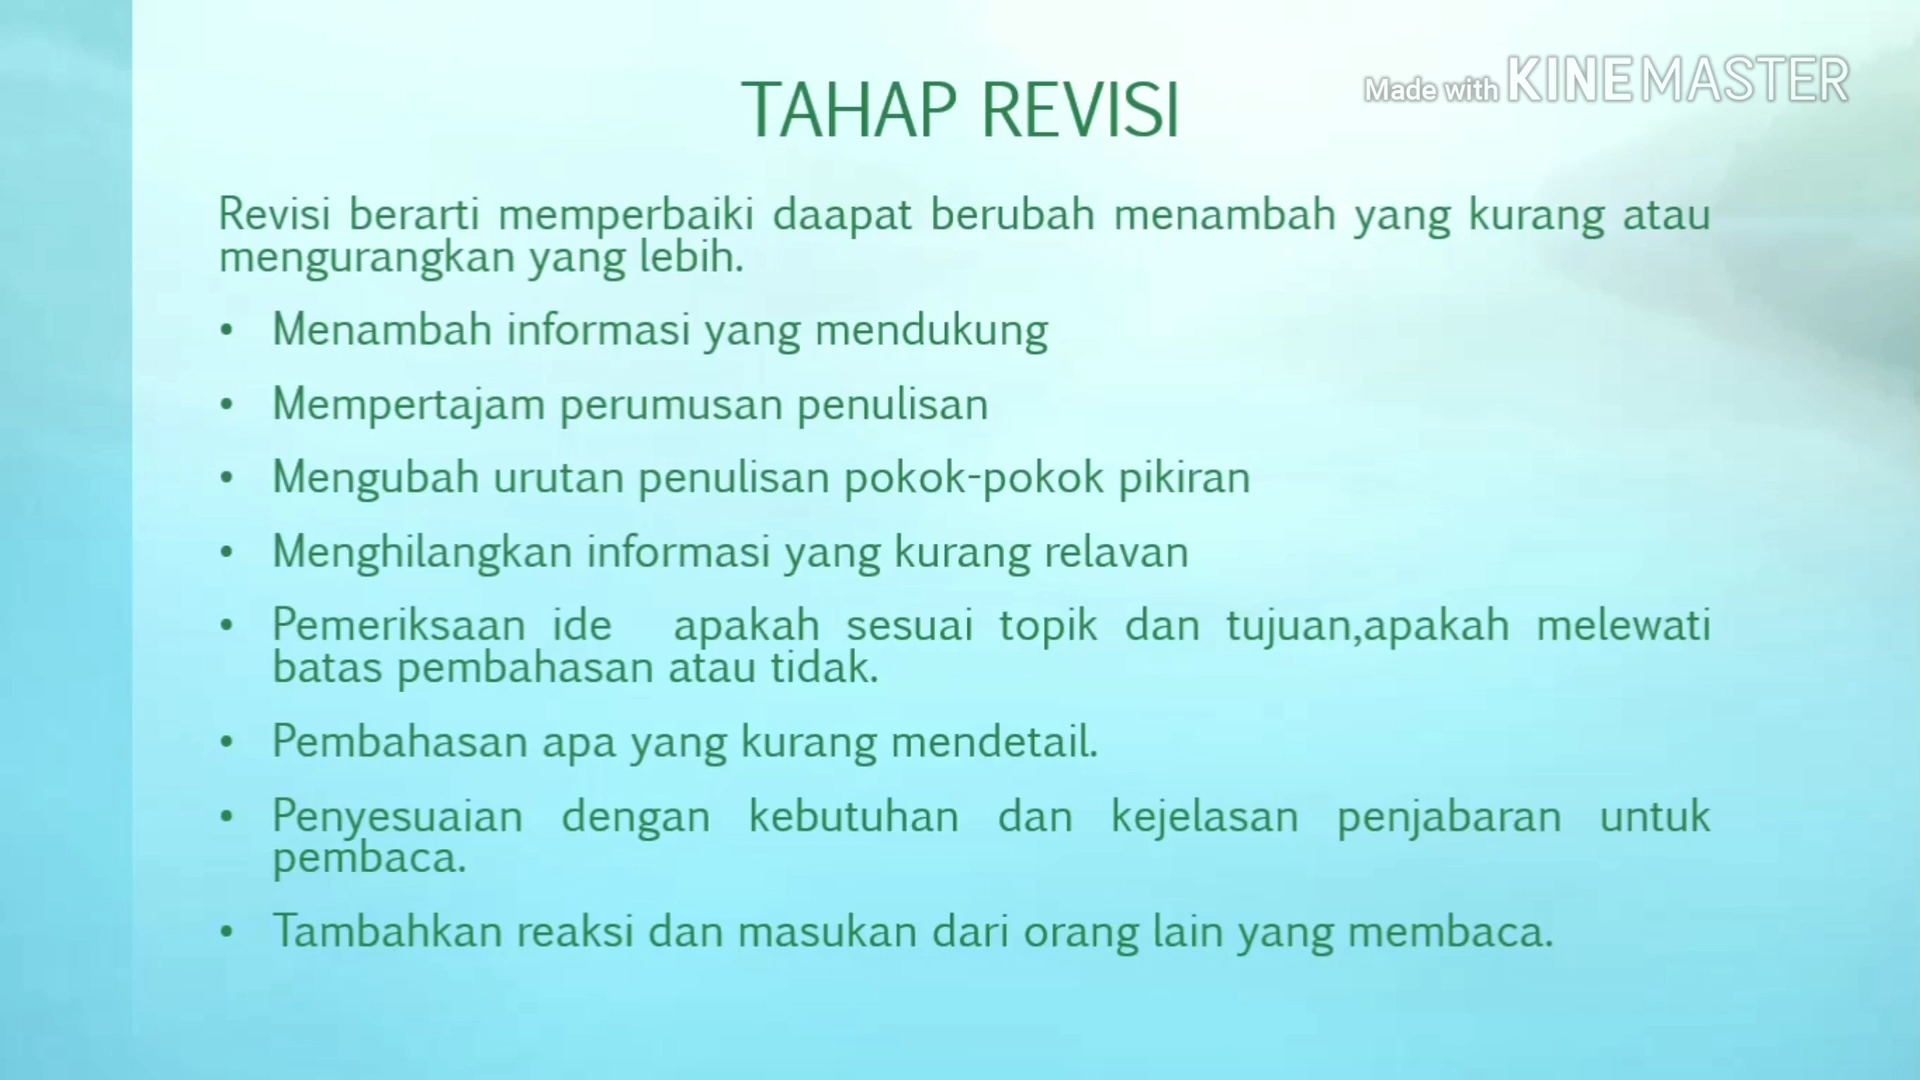 TAHAP REVISI
Made with KINEMASTER
Revisi berarti memperbaiki daapat berubah menambah yang kurang atau
mengurangkan yang lebih.
• Menambah informasi yang mendukung
• Mempertajam perumusan penulisan
• Mengubah urutan penulisan pokok-pokok pikiran
• Menghilangkan informasi yang kurang relavan
• Pemeriksaan ide apakah sesuai topik dan tujuan,apakah melewati
batas pembahasan atau tidak.
• Pembahasan apa yang kurang mendetail.
• Penyesuaian dengan kebutuhan dan kejelasan penjabaran untuk
pembaca.
• Tambahkan reaksi dan masukan dari orang lain yang membaca.